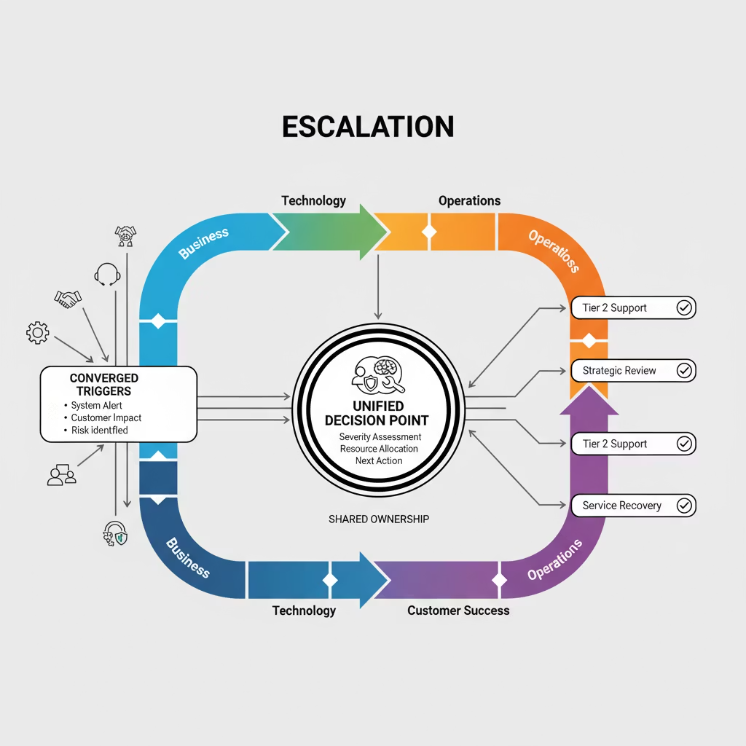 ESCALATION
Technology
Operations
Business
Operatioss
Tier 2 Support
Strategic Review
CONVERGED
TRIGGERS
• System Alert
• Customer Impact
• Risk identfled
UNIFIED
DECISION POINT
Severity Assessment
Resource Allocation
Next Action
Tier 2 Support
Service Recovery
SHARED OWNERSHIP
Business
Operations
Technology
Customer Success